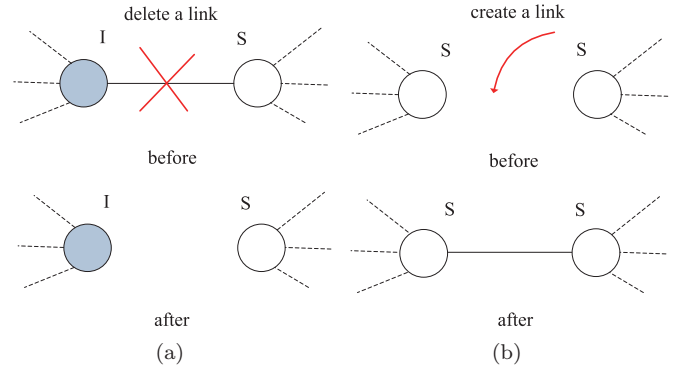 delete a link
I
S
before
I
S
after
(a)
create a link
S
S
before
S
S
after
(b)